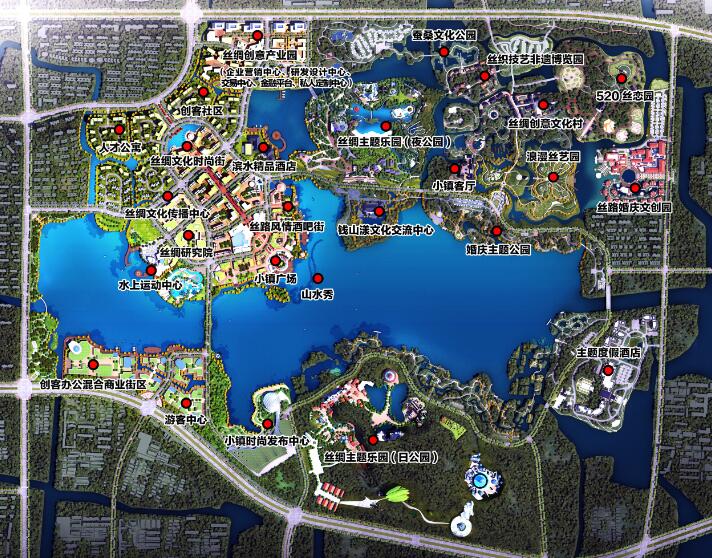 蚕桑文化公园
丝绸创意产业园
(企业营销中心、研发设计中心、
交易中心、金融平台、私人定制中心)
丝织技艺非遗博览园
520丝恋园
创客社区
丝绸创意文化村
人才公寓
丝绸主题乐园(夜公园)
丝绸文化时尚街
滨水精品酒店
浪漫丝艺园
小镇客厅
丝绸文化传播中心
丝路婚庆文创园
丝路风情酒吧街
钱山漾文化交流中心
丝绸研究院
婚庆主题公园
水上运动中心
小镇广场
山水秀
主题度假酒店
创客办公混合商业街区
游客中心
小镇时尚发布中心
丝绸主题乐园(日公园)